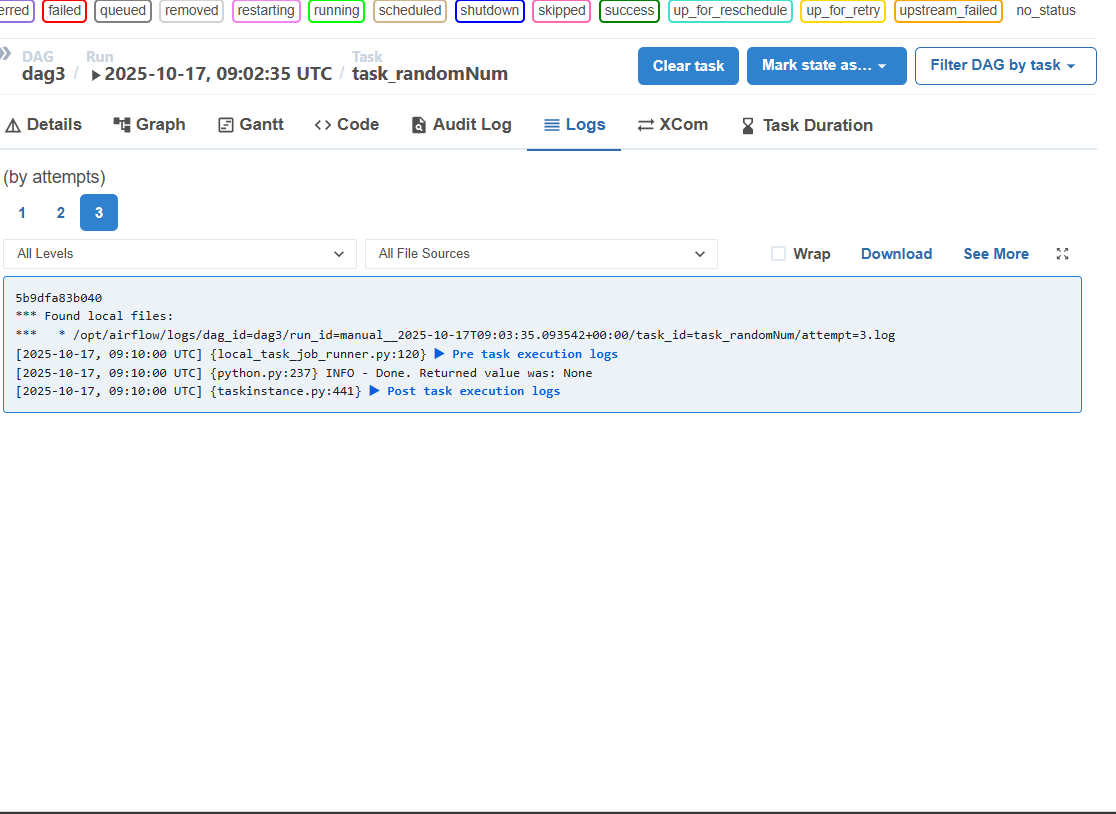 erred failed queued removed restarting running scheduled shutdown skipped success up_for_reschedule up_for_retry upstream_failed no_status
DAG Run Task
dag3 / 2025-10-17, 09:02:35 UTC / task_randomNum
Clear task Mark state as… Filter DAG by task
Details Graph Gantt Code Audit Log Logs XCom Task Duration
(by attempts)
1 2 3
All Levels All File Sources Wrap Download See More
5b9dfa83b040
*** Found local files:
***   * /opt/airflow/logs/dag_id=dag3/run_id=manual__2025-10-17T09:03:35.093542+00:00/task_id=task_randomNum/attempt=3.log
[2025-10-17, 09:10:00 UTC] {local_task_job_runner.py:120} ▶ Pre task execution logs
[2025-10-17, 09:10:00 UTC] {python.py:237} INFO - Done. Returned value was: None
[2025-10-17, 09:10:00 UTC] {taskinstance.py:441} ▶ Post task execution logs